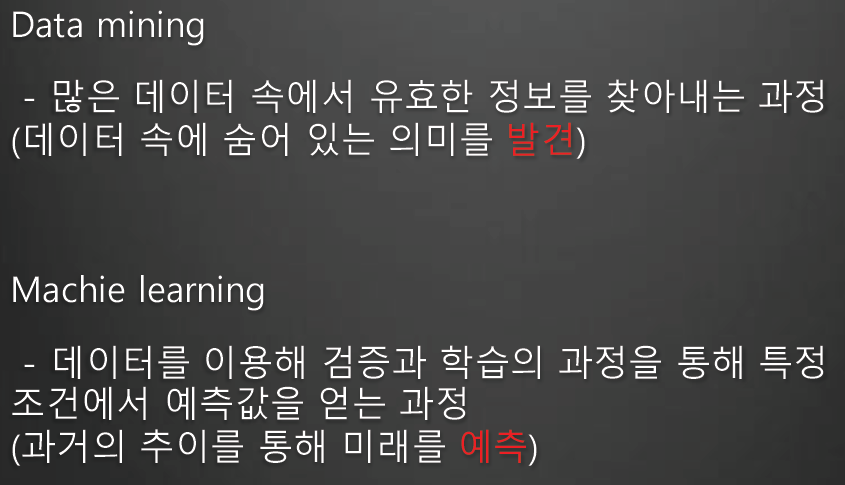 Data mining
- 많은 데이터 속에서 유효한 정보를 찾아내는 과정
(데이터 속에 숨어 있는 의미를 발견)
Machie learning
- 데이터를 이용해 검증과 학습의 과정을 통해 특정
조건에서 예측값을 얻는 과정
(과거의 추이를 통해 미래를 예측)